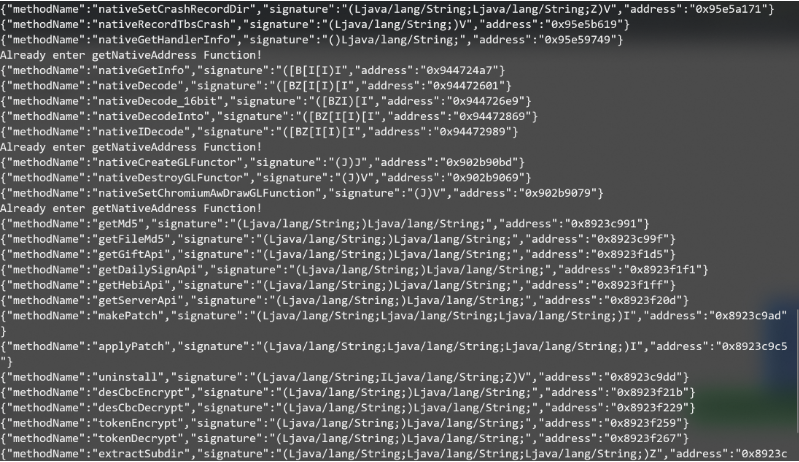 {"methodName":"nativeSetCrashRecordDir","signature":"(Ljava/lang/String;Ljava/lang/String;Z)V","address":"0x95e5a171"}
{"methodName":"nativeRecordTbsCrash","signature":"(Ljava/lang/String;)V","address":"0x95e5b619"}
{"methodName":"nativeGetHandlerInfo","signature":"()Ljava/lang/String;","address":"0x95e59749"}
Already enter getNativeAddress Function!
{"methodName":"nativeGetInfo","signature":"([B[I[I)I","address":"0x944724a7"}
{"methodName":"nativeDecode","signature":"([BZ[I[I)[I","address":"0x94472601"}
{"methodName":"nativeDecode_16bit","signature":"([BZI)[I","address":"0x944726e9"}
{"methodName":"nativeDecodeInto","signature":"([BZ[I[I)[I","address":"0x94472869"}
{"methodName":"nativeIDecode","signature":"([BZ[I[I)[I","address":"0x94472989"}
Already enter getNativeAddress Function!
{"methodName":"nativeCreateGLFunctor","signature":"(J)J","address":"0x902b90bd"}
{"methodName":"nativeDestroyGLFunctor","signature":"(J)V","address":"0x902b9069"}
{"methodName":"nativeSetChromiumAwDrawGLFunction","signature":"(J)V","address":"0x902b9079"}
Already enter getNativeAddress Function!
{"methodName":"getMd5","signature":"(Ljava/lang/String;)Ljava/lang/String;","address":"0x8923c991"}
{"methodName":"getFileMd5","signature":"(Ljava/lang/String;)Ljava/lang/String;","address":"0x8923c99f"}
{"methodName":"getGiftApi","signature":"(Ljava/lang/String;)Ljava/lang/String;","address":"0x8923f1d5"}
{"methodName":"getDailySignApi","signature":"(Ljava/lang/String;)Ljava/lang/String;","address":"0x8923f1f1"}
{"methodName":"getHebiApi","signature":"(Ljava/lang/String;)Ljava/lang/String;","address":"0x8923f1ff"}
{"methodName":"getServerApi","signature":"(Ljava/lang/String;)Ljava/lang/String;","address":"0x8923f20d"}
{"methodName":"makePatch","signature":"(Ljava/lang/String;Ljava/lang/String;Ljava/lang/String;)I","address":"0x8923c9ad"
}
{"methodName":"applyPatch","signature":"(Ljava/lang/String;Ljava/lang/String;Ljava/lang/String;)I","address":"0x8923c9c5
"}
{"methodName":"uninstall","signature":"(Ljava/lang/String;ILjava/lang/String;Z)V","address":"0x8923c9dd"}
{"methodName":"desCbcEncrypt","signature":"(Ljava/lang/String;)Ljava/lang/String;","address":"0x8923f21b"}
{"methodName":"desCbcDecrypt","signature":"(Ljava/lang/String;)Ljava/lang/String;","address":"0x8923f229"}
{"methodName":"tokenEncrypt","signature":"(Ljava/lang/String;)Ljava/lang/String;","address":"0x8923f259"}
{"methodName":"tokenDecrypt","signature":"(Ljava/lang/String;)Ljava/lang/String;","address":"0x8923f267"}
{"methodName":"extractSubdir","signature":"(Ljava/lang/String;Ljava/lang/String;Ljava/lang/String;)Z","address":"0x8923c